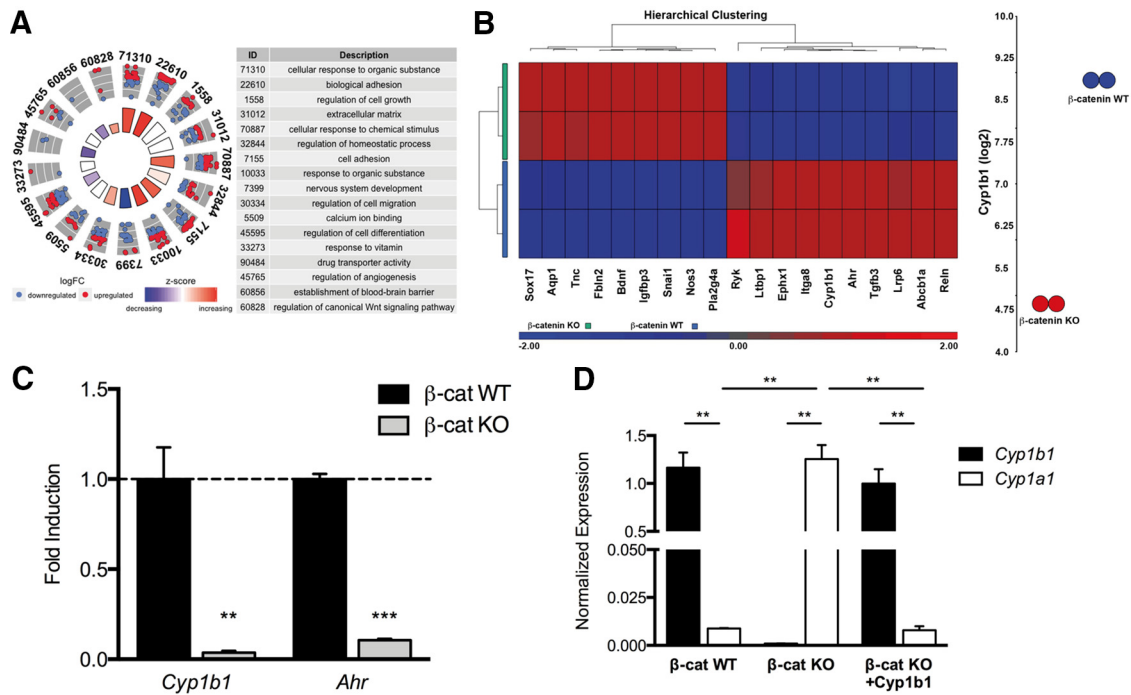 A
71310
22610
1558
31012
70887
32844
7155
10033
7399
30334
5509
45595
33273
90484
45765
60856
60828
logFC
downregulated
upregulated
z-score
decreasing
increasing
ID Description
71310 cellular response to organic substance
22610 biological adhesion
1558 regulation of cell growth
31012 extracellular matrix
70887 cellular response to chemical stimulus
32844 regulation of homeostatic process
7155 cell adhesion
10033 response to organic substance
7399 nervous system development
30334 regulation of cell migration
5509 calcium ion binding
45595 regulation of cell differentiation
33273 response to vitamin
90484 drug transporter activity
45765 regulation of angiogenesis
60856 establishment of blood-brain barrier
60828 regulation of canonical Wnt signaling pathway
B
Hierarchical Clustering
Sox17
Aqp1
Tnc
Fbln2
Bdnf
Igfbp3
Snai1
Nos3
Pla2g4a
Ryk
Ltbp1
Ephx1
Itga8
Cyp1b1
Ahr
Tgfb3
Lrp6
Abcb1a
Reln
β-catenin KO
β-catenin WT
-2.00 0.00 2.00
Cyp1b1 (log2)
10.0
9.25
8.5
7.75
7.0
6.25
5.5
4.75
4.0
β-catenin WT
β-catenin KO
C
Fold Induction
1.5
1.0
0.5
0.0
β-cat WT
β-cat KO
**
***
Cyp1b1 Ahr
D
Normalized Expression
** **
** ** **
1.5
1.0
0.5
0.050
0.025
0.000
Cyp1b1
Cyp1a1
β-cat WT β-cat KO β-cat KO
+Cyp1b1